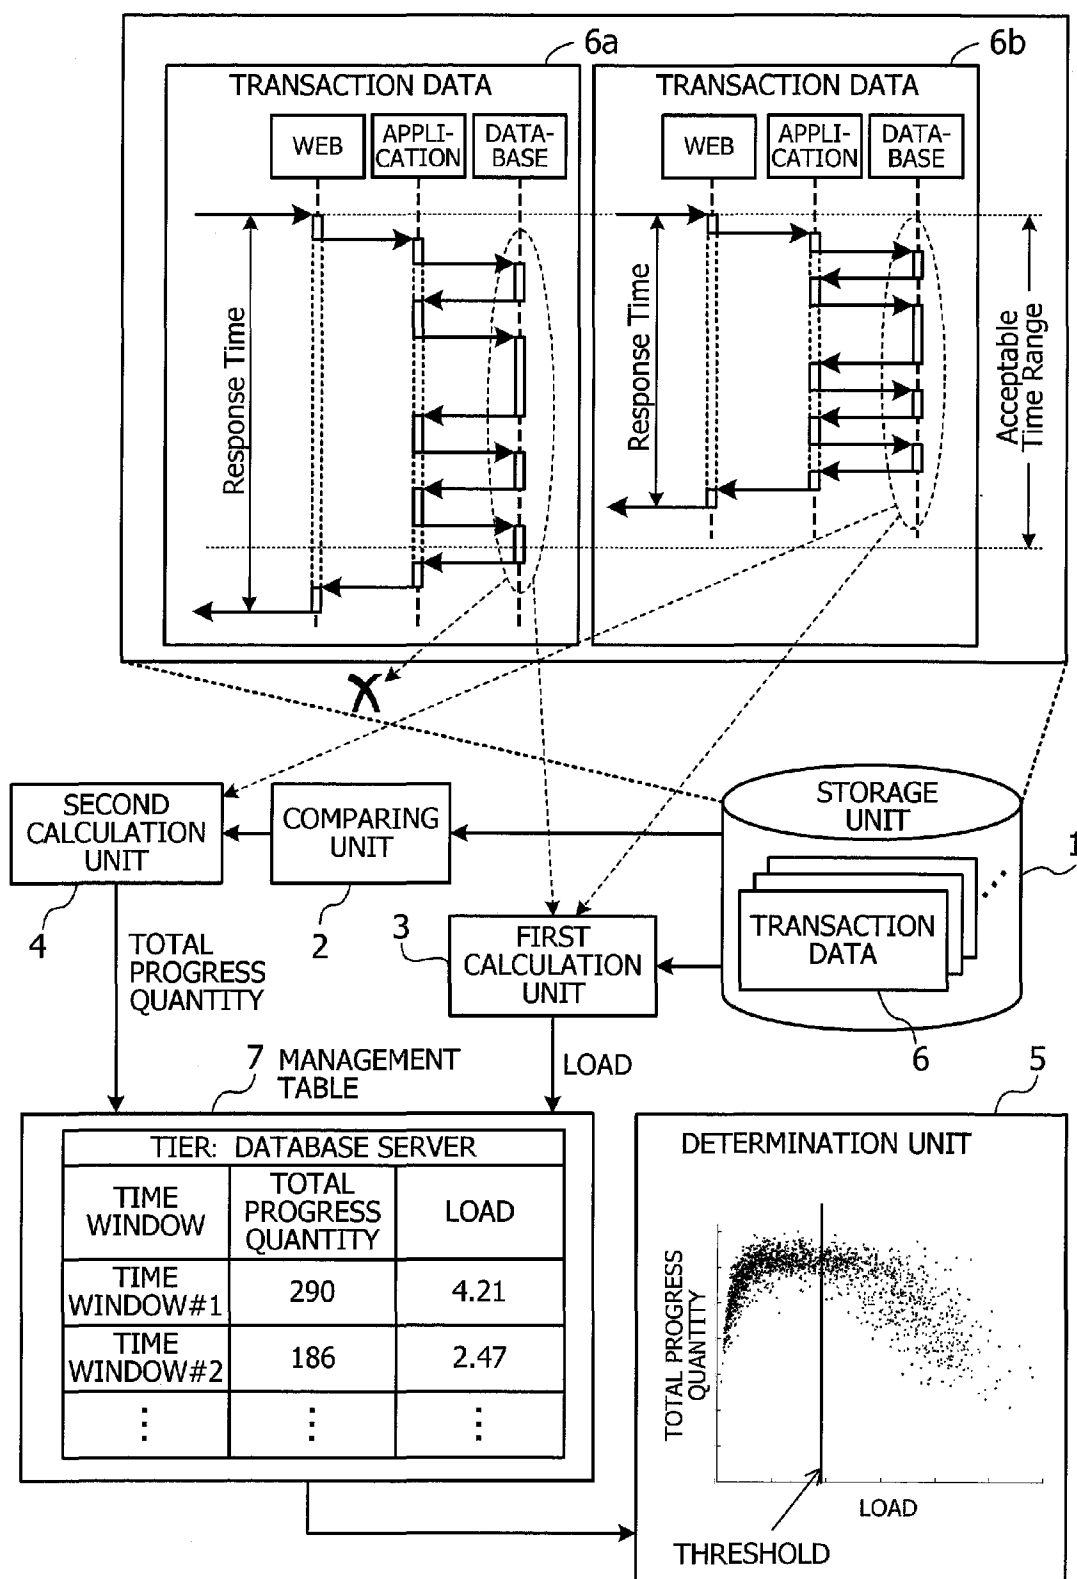 6a
6b
TRANSACTION DATA
TRANSACTION DATA
WEB
APPLI-
CATION
DATA-
BASE
WEB
APPLI-
CATION
DATA-
BASE
Response Time
Response Time
Acceptable
Time Range
X
SECOND
CALCULATION
UNIT
COMPARING
UNIT
STORAGE
UNIT
1
4
2
3
FIRST
CALCULATION
UNIT
TRANSACTION
DATA
6
TOTAL
PROGRESS
QUANTITY
LOAD
7 MANAGEMENT
TABLE
5
TIER: DATABASE SERVER
TIME
WINDOW
TOTAL
PROGRESS
QUANTITY
LOAD
TIME
WINDOW#1
290
4.21
TIME
WINDOW#2
186
2.47
DETERMINATION UNIT
TOTAL PROGRESS
QUANTITY
LOAD
THRESHOLD